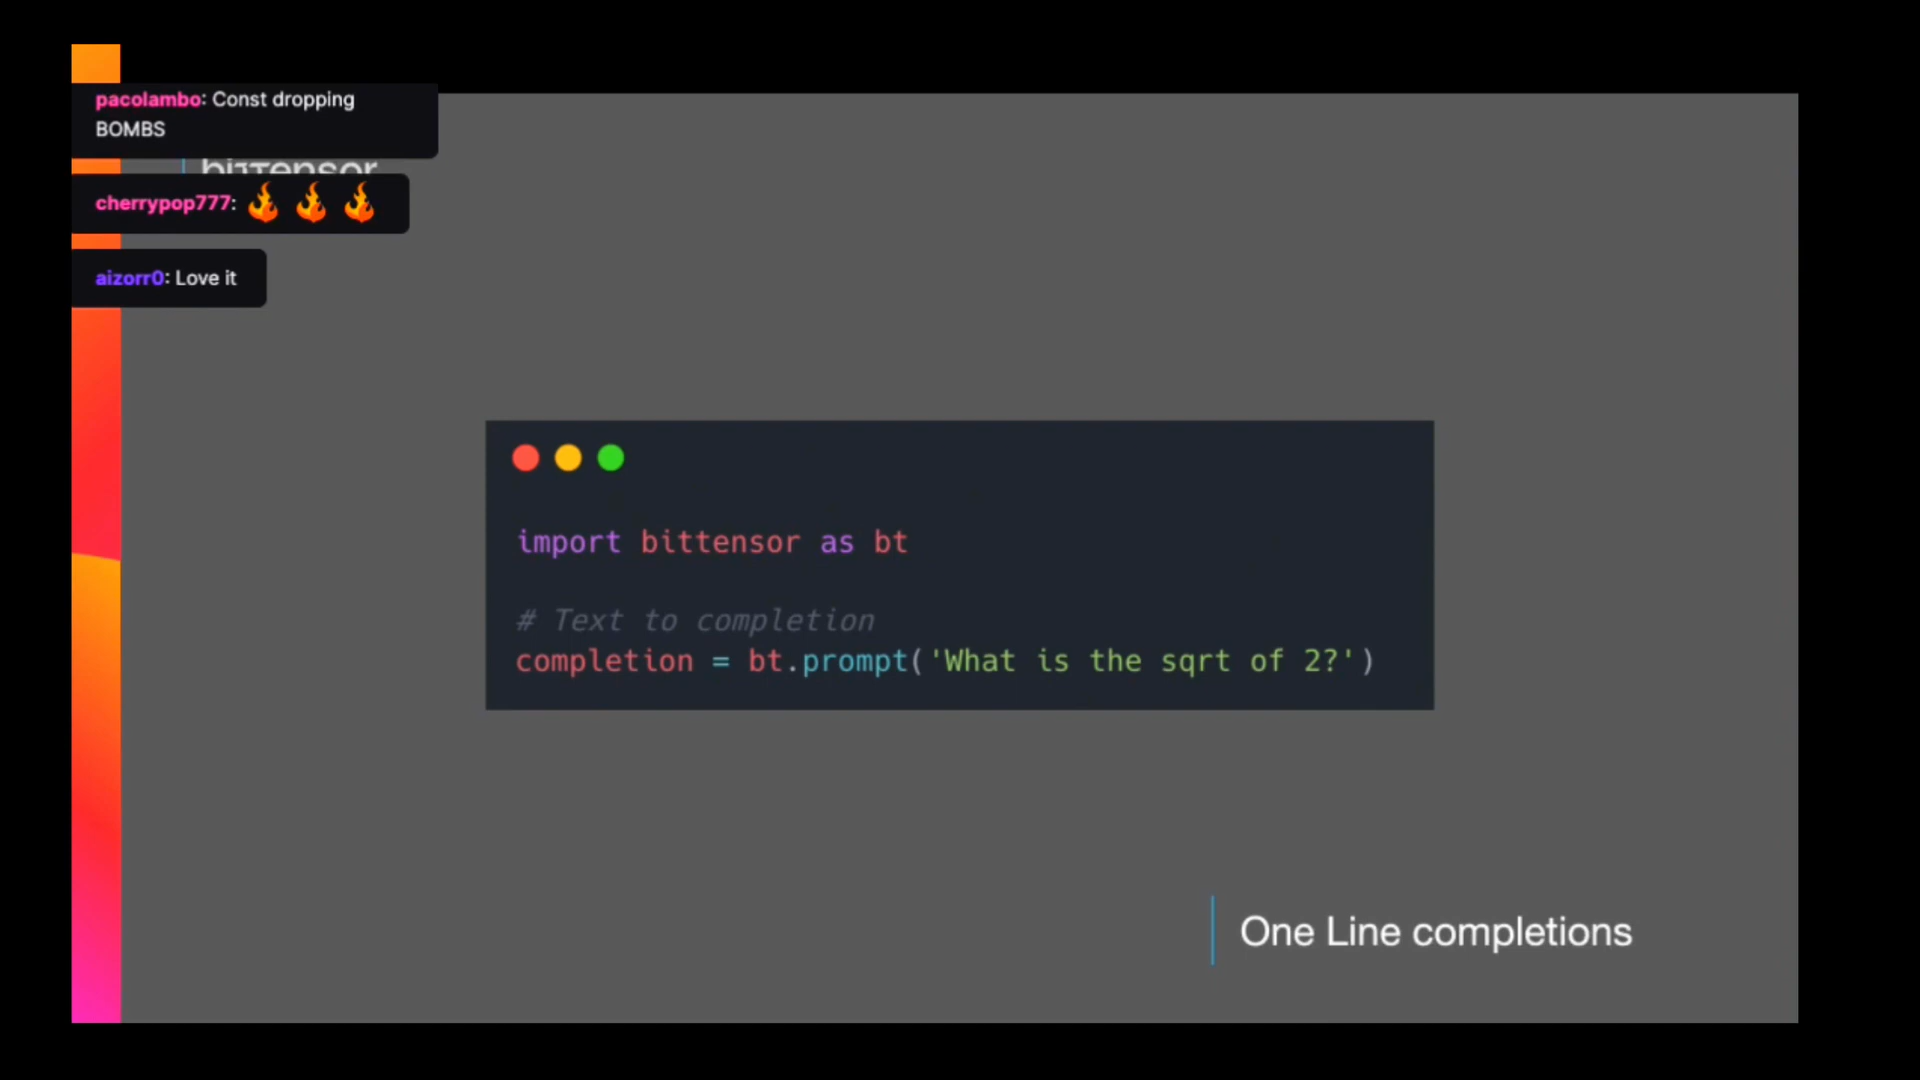 pacolambo: Const dropping
BOMBS
bittensor
cherrypop777: 🔥 🔥 🔥
aizorr0: Love it
import bittensor as bt
# Text to completion
completion = bt.prompt('What is the sqrt of 2?')
One Line completions